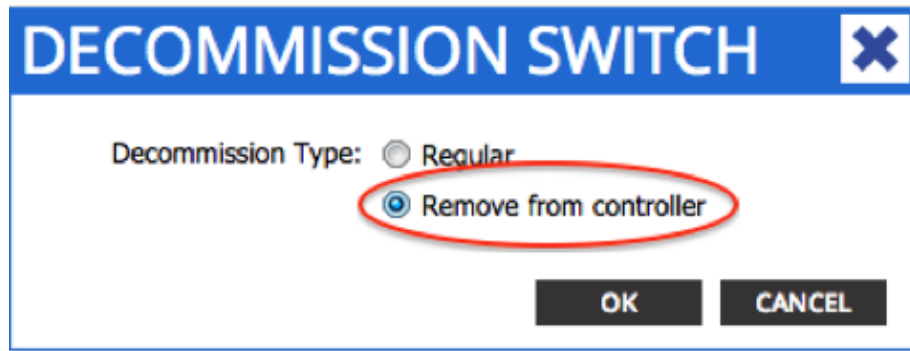 DECOMMISSION SWITCH
Decommission Type: Regular
Remove from controller
OK CANCEL